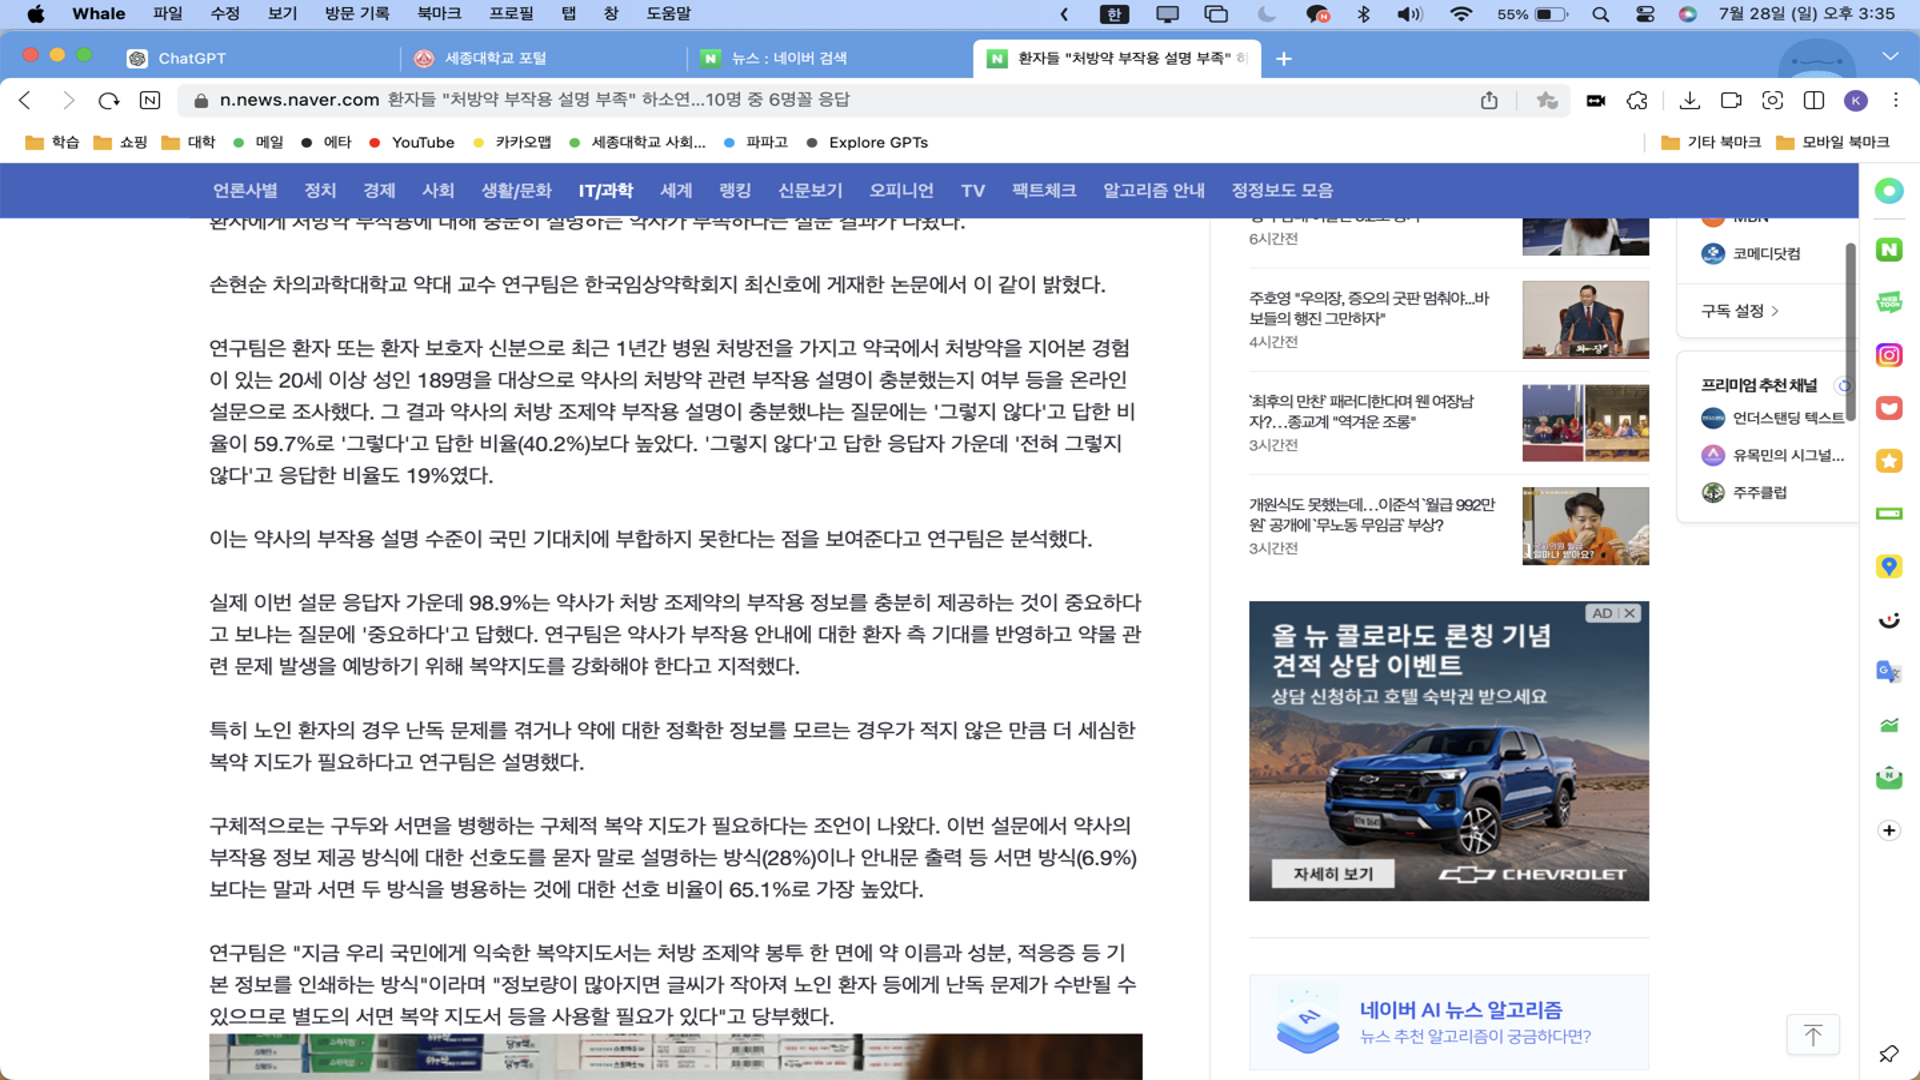 Whale 파일 수정 보기 방문 기록 북마크 프로필 탭 창 도움말 한 55% 7월 28일 (일) 오후 3:35
ChatGPT 세종대학교 포털 뉴스 : 네이버 검색 환자들 "처방약 부작용 설명 부족" 하
n.news.naver.com 환자들 "처방약 부작용 설명 부족" 하소연...10명 중 6명꼴 응답
학습 쇼핑 대학 메일 에타 YouTube 카카오맵 세종대학교 사회... 파파고 Explore GPTs 기타 북마크 모바일 북마크
언론사별 정치 경제 사회 생활/문화 IT/과학 세계 랭킹 신문보기 오피니언 TV 팩트체크 알고리즘 안내 정정보도 모음
환자에게 처방약 부작용에 대해 충분히 설명하는 약사가 부족하다는 설문 결과가 나왔다.
손현순 차의과학대학교 약대 교수 연구팀은 한국임상약학회지 최신호에 게재한 논문에서 이 같이 밝혔다.
연구팀은 환자 또는 환자 보호자 신분으로 최근 1년간 병원 처방전을 가지고 약국에서 처방약을 지어본 경험
이 있는 20세 이상 성인 189명을 대상으로 약사의 처방약 관련 부작용 설명이 충분했는지 여부 등을 온라인
설문으로 조사했다. 그 결과 약사의 처방 조제약 부작용 설명이 충분했냐는 질문에는 '그렇지 않다'고 답한 비
율이 59.7%로 '그렇다'고 답한 비율(40.2%)보다 높았다. '그렇지 않다'고 답한 응답자 가운데 '전혀 그렇지
않다'고 응답한 비율도 19%였다.
이는 약사의 부작용 설명 수준이 국민 기대치에 부합하지 못한다는 점을 보여준다고 연구팀은 분석했다.
실제 이번 설문 응답자 가운데 98.9%는 약사가 처방 조제약의 부작용 정보를 충분히 제공하는 것이 중요하다
고 보냐는 질문에 '중요하다'고 답했다. 연구팀은 약사가 부작용 안내에 대한 환자 측 기대를 반영하고 약물 관
련 문제 발생을 예방하기 위해 복약지도를 강화해야 한다고 지적했다.
특히 노인 환자의 경우 난독 문제를 겪거나 약에 대한 정확한 정보를 모르는 경우가 적지 않은 만큼 더 세심한
복약 지도가 필요하다고 연구팀은 설명했다.
구체적으로는 구두와 서면을 병행하는 구체적 복약 지도가 필요하다는 조언이 나왔다. 이번 설문에서 약사의
부작용 정보 제공 방식에 대한 선호도를 묻자 말로 설명하는 방식(28%)이나 안내문 출력 등 서면 방식(6.9%)
보다는 말과 서면 두 방식을 병용하는 것에 대한 선호 비율이 65.1%로 가장 높았다.
연구팀은 "지금 우리 국민에게 익숙한 복약지도서는 처방 조제약 봉투 한 면에 약 이름과 성분, 적응증 등 기
본 정보를 인쇄하는 방식"이라며 "정보량이 많아지면 글씨가 작아져 노인 환자 등에게 난독 문제가 수반될 수
있으므로 별도의 서면 복약 지도서 등을 사용할 필요가 있다"고 당부했다.
6시간전
주호영 "우의장, 증오의 굿판 멈춰야...바
보들의 행진 그만하자"
4시간전
`최후의 만찬` 패러디한다며 웬 여장남
자?…종교계 "역겨운 조롱"
3시간전
개원식도 못했는데…이준석 `월급 992만
원` 공개에 `무노동 무임금` 부상?
3시간전
AD
올 뉴 콜로라도 론칭 기념
견적 상담 이벤트
상담 신청하고 호텔 숙박권 받으세요
자세히 보기 CHEVROLET
네이버 AI 뉴스 알고리즘
뉴스 추천 알고리즘이 궁금하다면?
MBN
코메디닷컴
구독 설정
프리미엄 추천 채널
언더스탠딩 텍스트
유목민의 시그널...
주주클럽